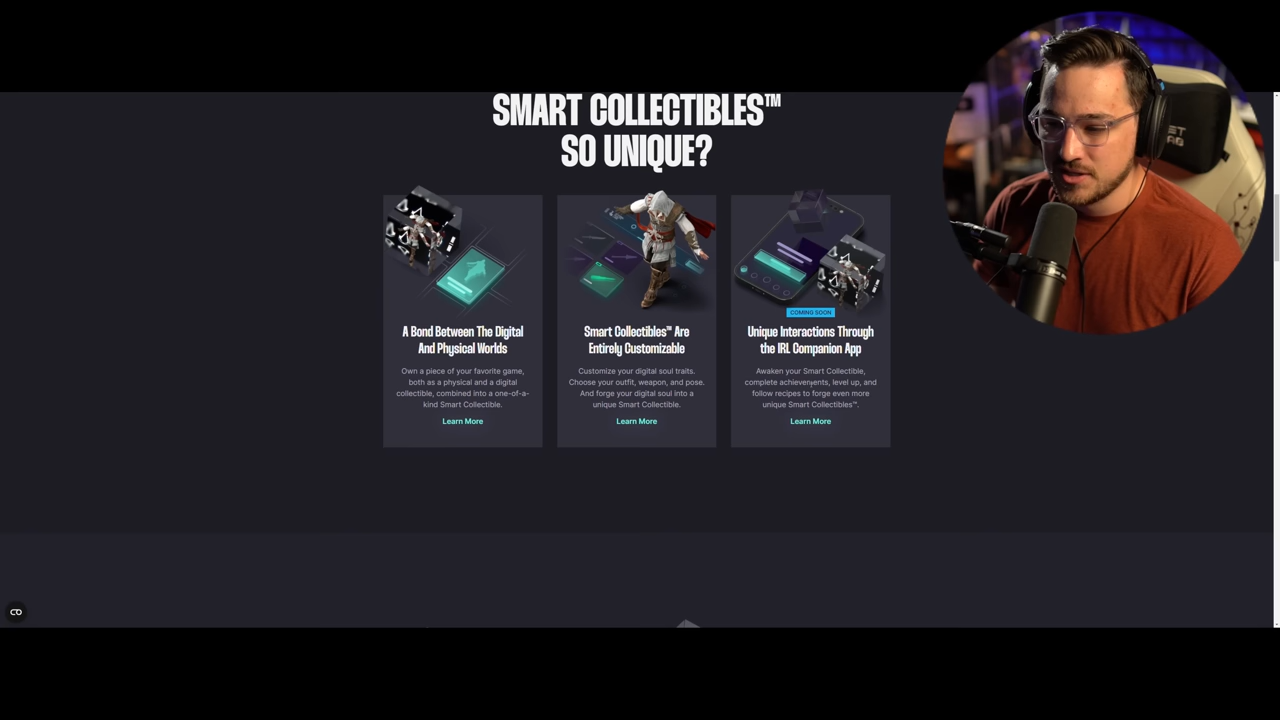 SMART COLLECTIBLES™
SO UNIQUE?
COMING SOON
A Bond Between The Digital
And Physical Worlds
Own a piece of your favorite game,
both as a physical and a digital
collectible, combined into a one-of-a-
kind Smart Collectible.
Learn More
Smart Collectibles™ Are
Entirely Customizable
Customize your digital soul traits.
Choose your outfit, weapon, and pose.
And forge your digital soul into a
unique Smart Collectible.
Learn More
Unique Interactions Through
the IRL Companion App
Awaken your Smart Collectible,
complete achievements, level up, and
follow recipes to forge even more
unique Smart Collectibles™.
Learn More